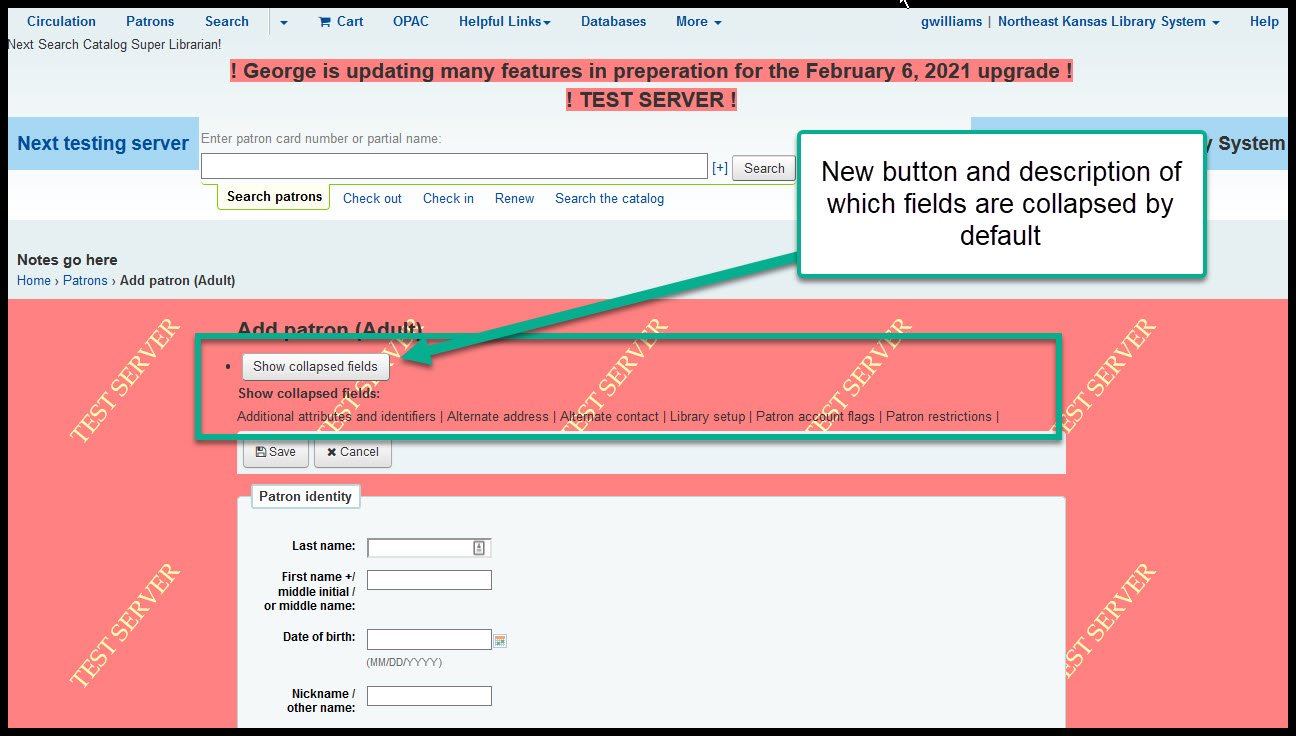 Circulation Patrons Search Cart OPAC Helpful Links Databases More gwilliams | Northeast Kansas Library System Help
Next Search Catalog Super Librarian!
! George is updating many features in preperation for the February 6, 2021 upgrade !
! TEST SERVER !
Enter patron card number or partial name:
Next testing server
y System
[+] Search
Search patrons Check out Check in Renew Search the catalog
New button and description of
which fields are collapsed by
default
Notes go here
Home › Patrons › Add patron (Adult)
Add patron (Adult)
TEST SERVER TEST SERVER TEST SERVER TEST SERVER TEST SERVER
• Show collapsed fields
Show collapsed fields:
Additional attributes and identifiers | Alternate address | Alternate contact | Library setup | Patron account flags | Patron restrictions |
Save Cancel
Patron identity
Last name:
First name +/
middle initial /
or middle name:
Date of birth:
(MM/DD/YYYY)
Nickname /
other name:
TEST SERVER TEST SERVER